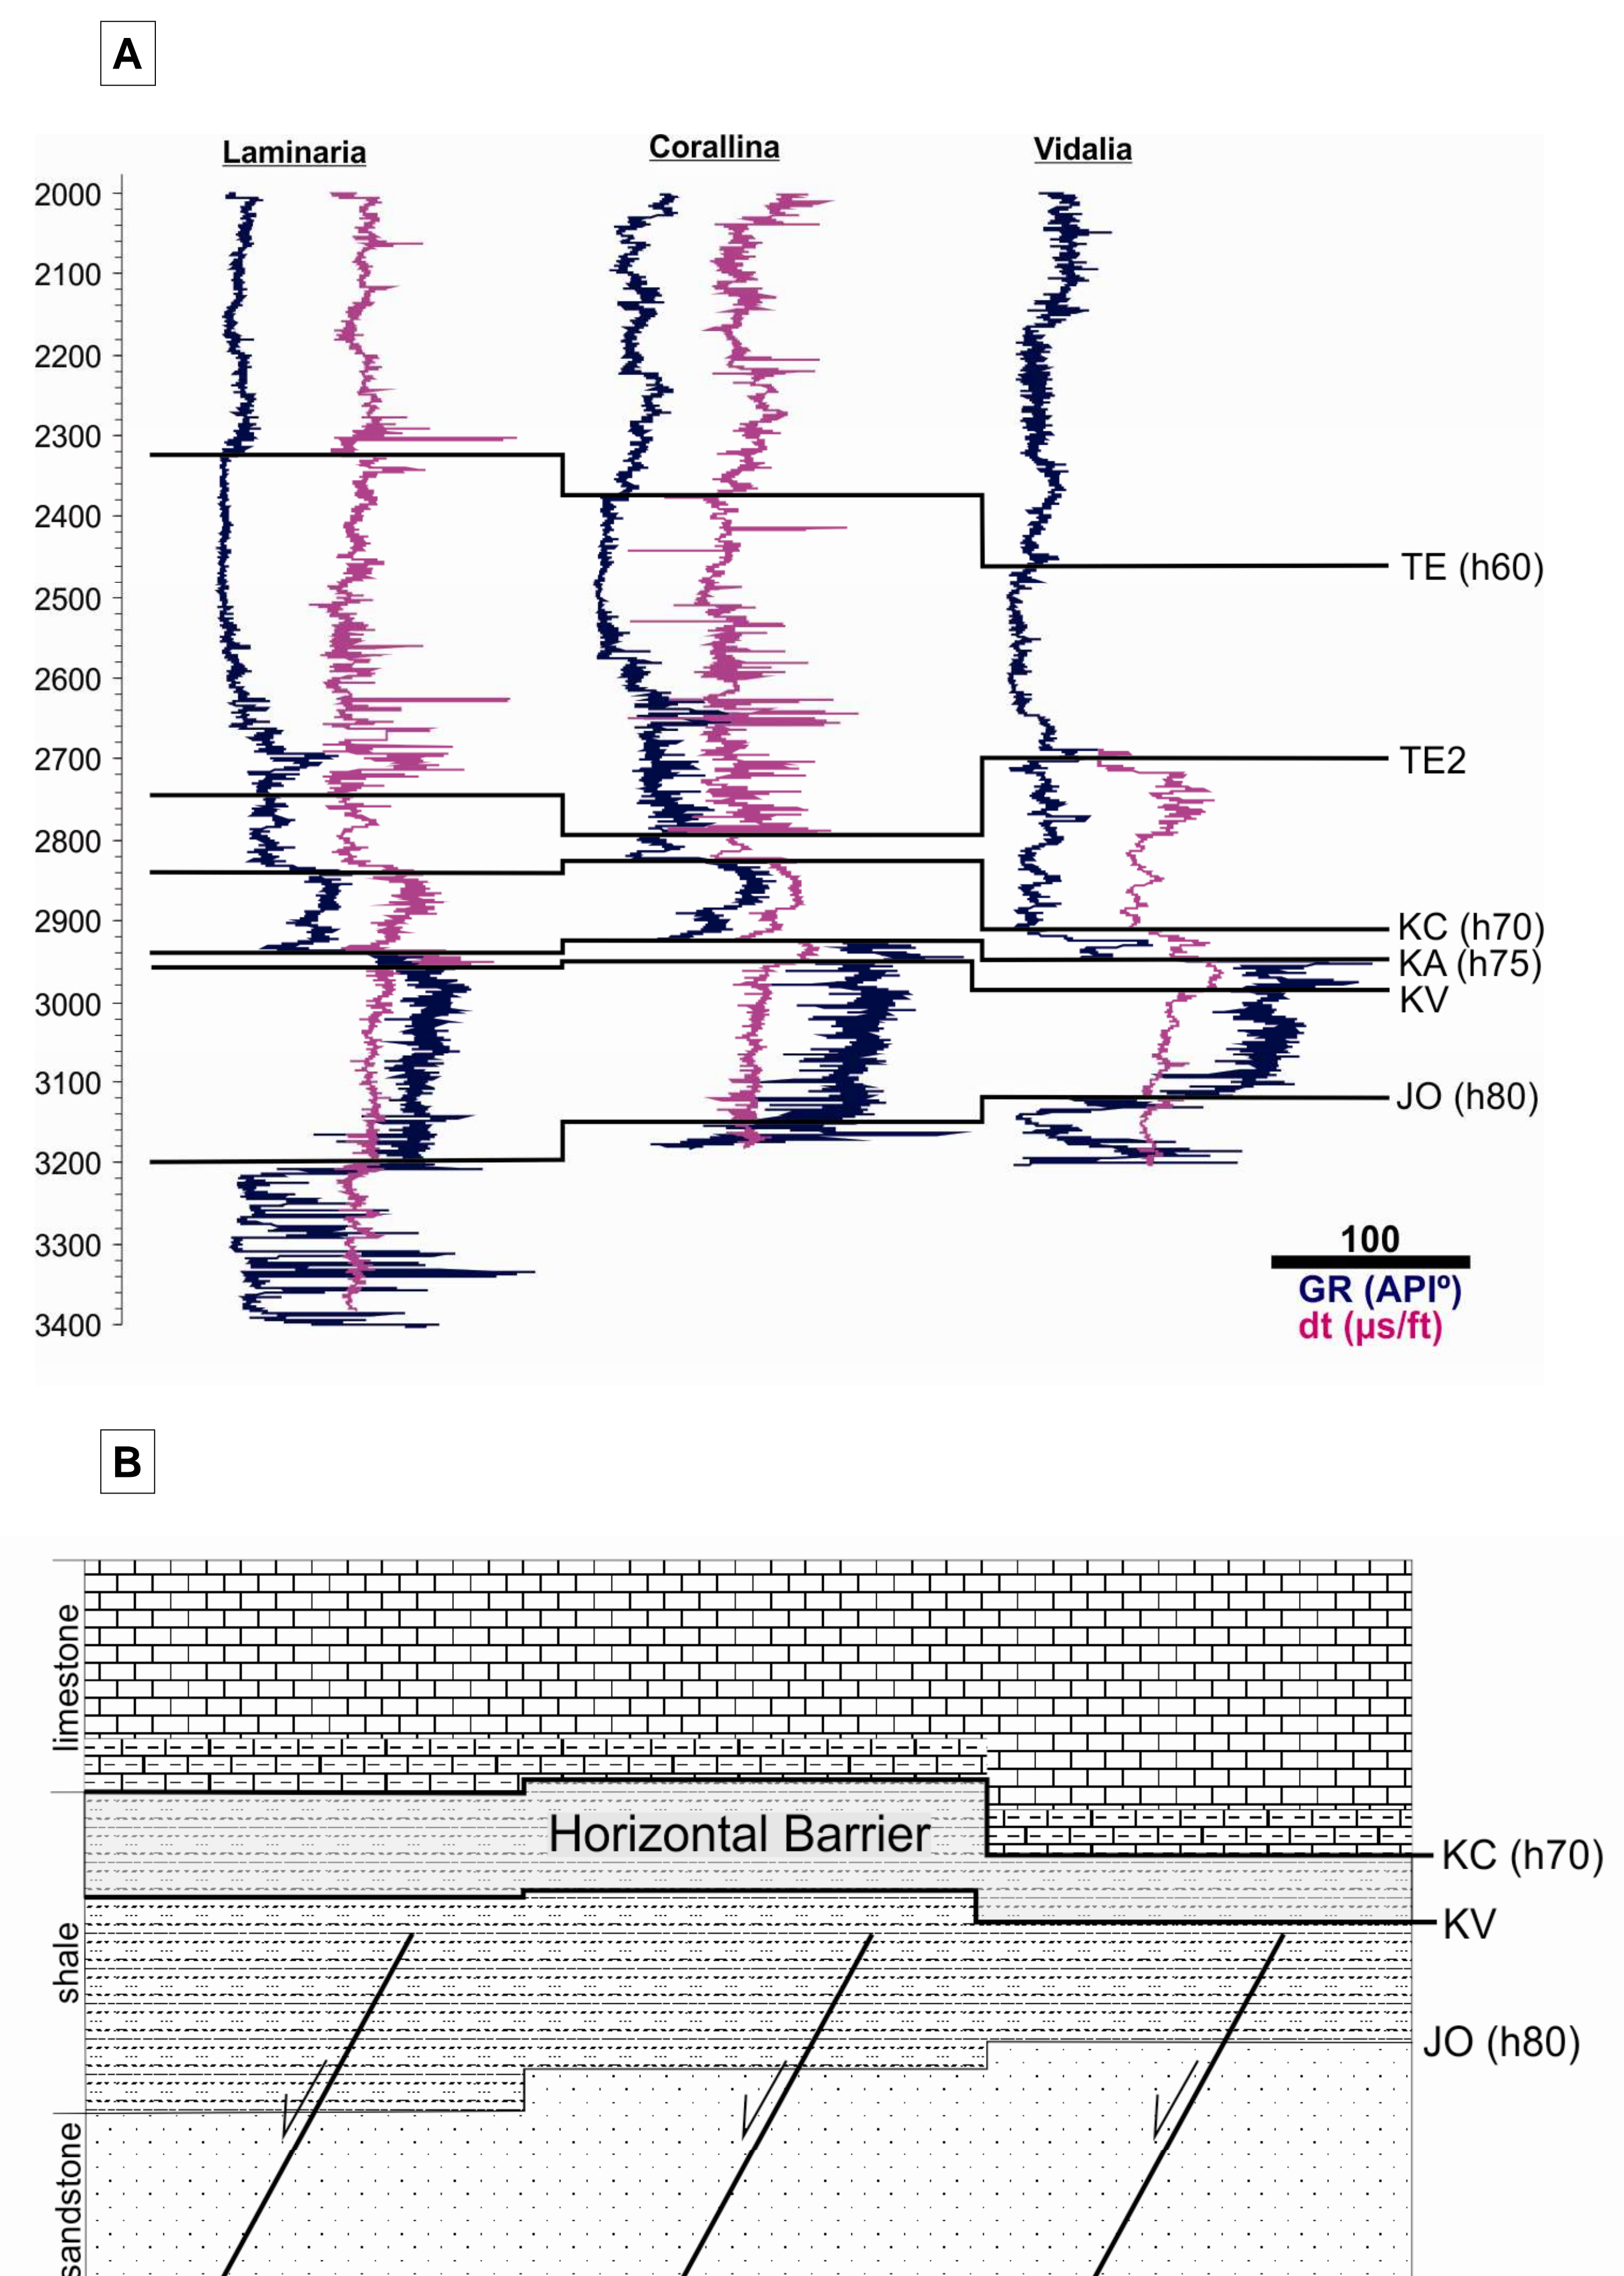 A
Laminaria
Corallina
Vidalia
2000
2100
2200
2300
2400
2500
2600
2700
2800
2900
3000
3100
3200
3300
3400
TE (h60)
TE2
KC (h70)
KA (h75)
KV
JO (h80)
100
GR (APIº)
dt (µs/ft)
B
limestone
shale
sandstone
Horizontal Barrier
KC (h70)
KV
JO (h80)